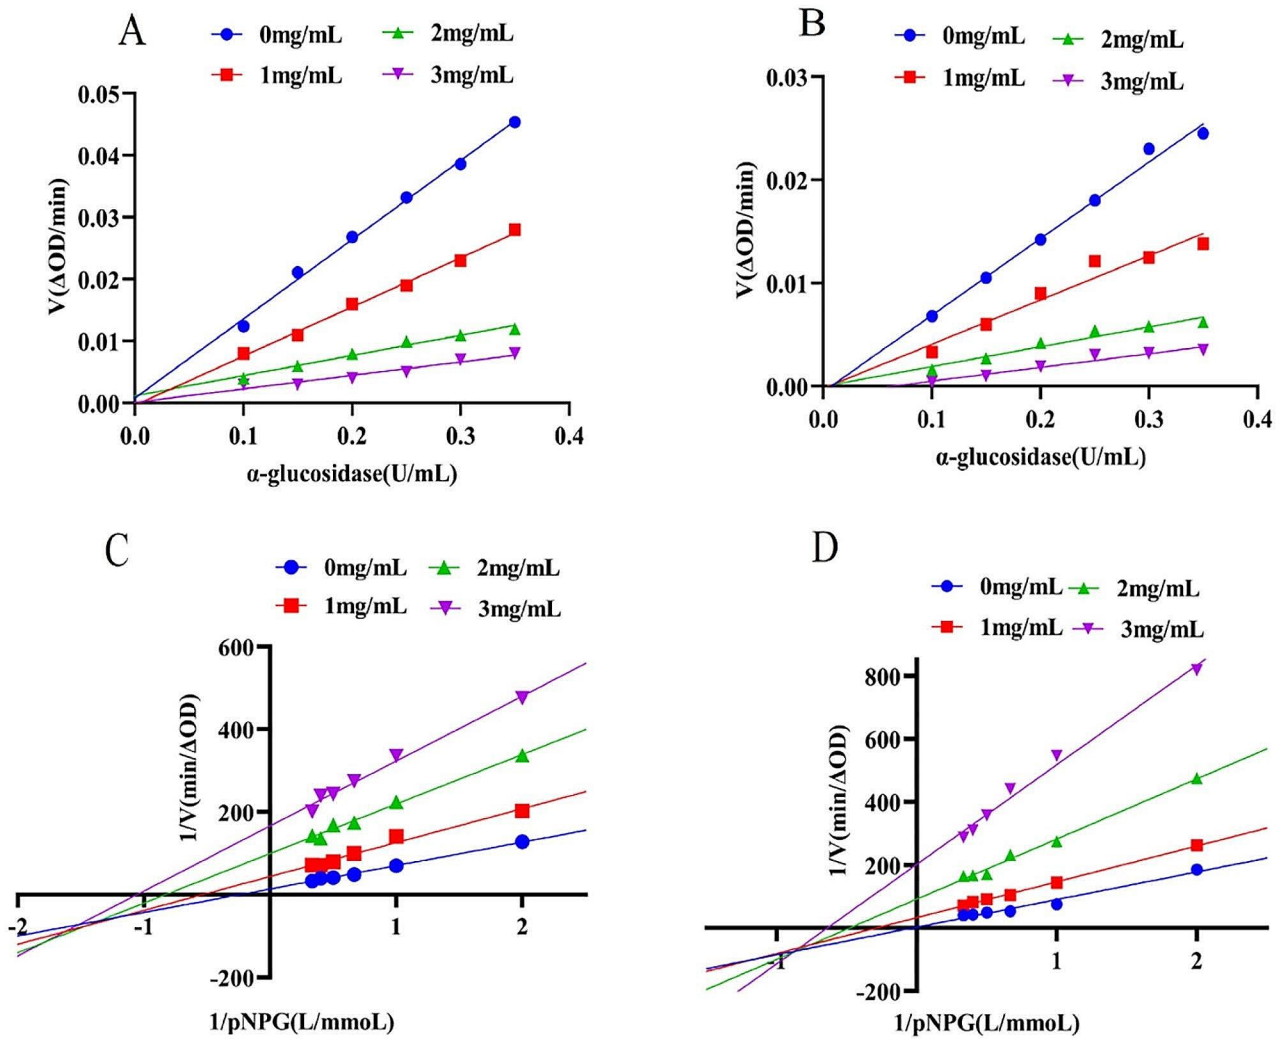 A
0mg/mL
2mg/mL
1mg/mL
3mg/mL
V(ΔOD/min)
0.05
0.04
0.03
0.02
0.01
0.00
0.0 0.1 0.2 0.3 0.4
α-glucosidase(U/mL)
B
0mg/mL
2mg/mL
1mg/mL
3mg/mL
V(ΔOD/min)
0.03
0.02
0.01
0.00
0.0 0.1 0.2 0.3 0.4
α-glucosidase(U/mL)
C
0mg/mL
2mg/mL
1mg/mL
3mg/mL
1/V(min/ΔOD)
600
400
200
-2 -1 1 2
-200
1/pNPG(L/mmoL)
D
0mg/mL
2mg/mL
1mg/mL
3mg/mL
1/V(min/ΔOD)
800
600
400
200
-1 1 2
-200
1/pNPG(L/mmoL)